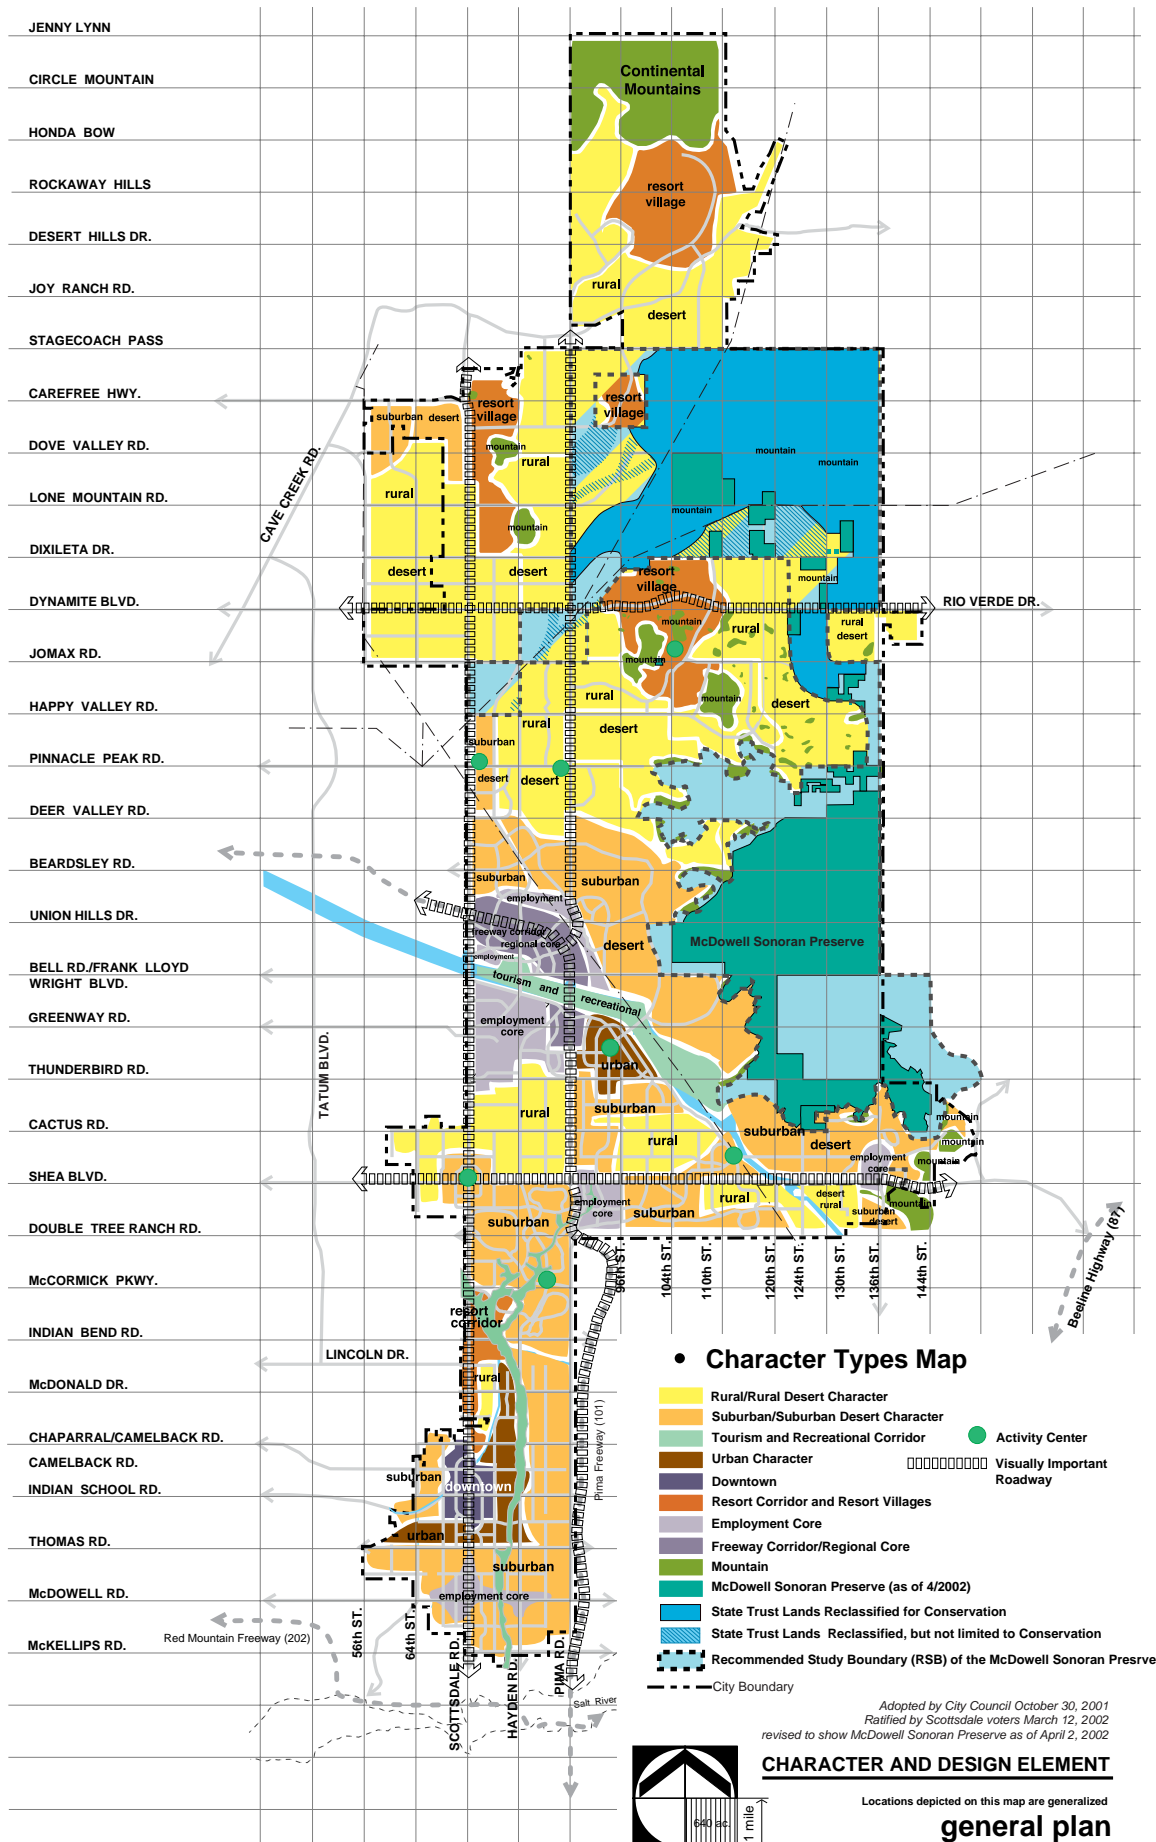 JENNY LYNN
CIRCLE MOUNTAIN
HONDA BOW
ROCKAWAY HILLS
DESERT HILLS DR.
JOY RANCH RD.
STAGECOACH PASS
CAREFREE HWY.
DOVE VALLEY RD.
LONE MOUNTAIN RD.
DIXILETA DR.
DYNAMITE BLVD.
JOMAX RD.
HAPPY VALLEY RD.
PINNACLE PEAK RD.
DEER VALLEY RD.
BEARDSLEY RD.
UNION HILLS DR.
BELL RD./FRANK LLOYD
WRIGHT BLVD.
GREENWAY RD.
THUNDERBIRD RD.
CACTUS RD.
SHEA BLVD.
DOUBLE TREE RANCH RD.
McCORMICK PKWY.
INDIAN BEND RD.
LINCOLN DR.
McDONALD DR.
CHAPARRAL/CAMELBACK RD.
CAMELBACK RD.
INDIAN SCHOOL RD.
THOMAS RD.
McDOWELL RD.
McKELLIPS RD.
Red Mountain Freeway (202)
CAVE CREEK RD.
TATUM BLVD.
RIO VERDE DR.
56th ST.
64th ST.
SCOTTSDALE RD.
HAYDEN RD.
PIMA RD.
Salt River
Pima Freeway (101)
96th ST.
104th ST.
110th ST.
120th ST.
124th ST.
130th ST.
136th ST.
144th ST.
Beeline Highway (87)
Continental
Mountains
resort
village
rural
desert
resort
village
suburban desert
resort
village
mountain
rural
rural
mountain
desert
desert
mountain
mountain
mountain
mountain
resort
village
mountain
mountain
rural
rural
desert
mountain
desert
rural
desert
rural
suburban
desert
desert
suburban
suburban
desert
employment
freeway corridor
regional core
employment
McDowell Sonoran Preserve
tourism and recreational
employment
core
urban
rural
suburban
rural
suburban
desert
employment
core
mountain
mountain
mountain
mountain
desert
rural
suburban
desert
rural
suburban
employment
core
suburban
resort
corridor
rural
suburban
downtown
urban
suburban
employment core
• Character Types Map
Rural/Rural Desert Character
Suburban/Suburban Desert Character
Tourism and Recreational Corridor
Urban Character
Downtown
Resort Corridor and Resort Villages
Employment Core
Freeway Corridor/Regional Core
Mountain
McDowell Sonoran Preserve (as of 4/2002)
State Trust Lands Reclassified for Conservation
State Trust Lands Reclassified, but not limited to Conservation
Recommended Study Boundary (RSB) of the McDowell Sonoran Presrve
City Boundary
Activity Center
Visually Important
Roadway
Adopted by City Council October 30, 2001
Ratified by Scottsdale voters March 12, 2002
revised to show McDowell Sonoran Preserve as of April 2, 2002
CHARACTER AND DESIGN ELEMENT
Locations depicted on this map are generalized
general plan
640 ac.
1 mile